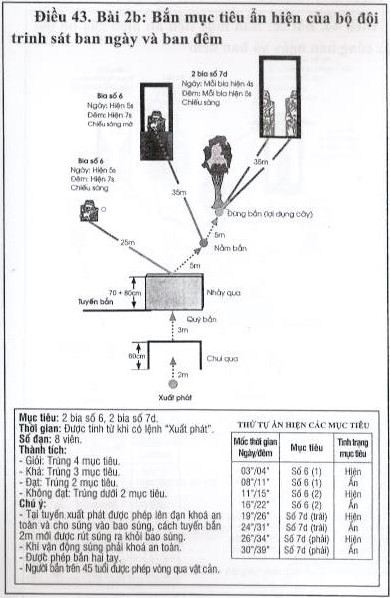 Điều 43. Bài 2b: Bắn mục tiêu ẩn hiện của bộ đội
trinh sát ban ngày và ban đêm
Bia số 6
Ngày: Hiện 5s
Đêm: Hiện 7s
Chiếu sáng mờ
2 bia số 7d
Ngày: Mỗi bia hiện 4s
Đêm: Mỗi bia hiện 5s
Chiếu sáng
Bia số 6
Ngày: Hiện 5s
Đêm: Hiện 7s
Chiếu sáng
35m
35m
25m
Đứng bắn (lợi dụng cây)
5m
Nằm bắn
5m
70 ÷ 80cm
Nhảy qua
Tuyến bắn
Quỳ bắn
3m
60cm
Chui qua
2m
Xuất phát
Mục tiêu: 2 bia số 6, 2 bia số 7d.
Thời gian: Được tính từ khi có lệnh "Xuất phát".
Số đạn: 8 viên.
Thành tích:
- Giỏi: Trúng 4 mục tiêu.
- Khá: Trúng 3 mục tiêu.
- Đạt: Trúng 2 mục tiêu.
- Không đạt: Trúng dưới 2 mục tiêu.
Chú ý:
- Tại tuyến xuất phát được phép lên đạn khoá an
toàn và cho súng vào bao súng, cách tuyến bắn
2m mới được rút súng ra khỏi bao súng.
- Khi vận động súng phải khoá an toàn.
- Được phép bắn hai tay.
- Người bắn trên 45 tuổi được phép vòng qua vật cản.
THỨ TỰ ẨN HIỆN CÁC MỤC TIÊU
Mốc thời gian Ngày/đêm Mục tiêu Tình trạng mục tiêu
03"/04" Số 6 (1) Hiện
08"/11" Số 6 (1) Ẩn
11"/15" Số 6 (2) Hiện
16"/22" Số 6 (2) Ẩn
19"/26" Số 7d (trái) Hiện
24"/31" Số 7d (trái) Ẩn
26"/34" Số 7d (phải) Hiện
30"/39" Số 7d (phải) Ẩn